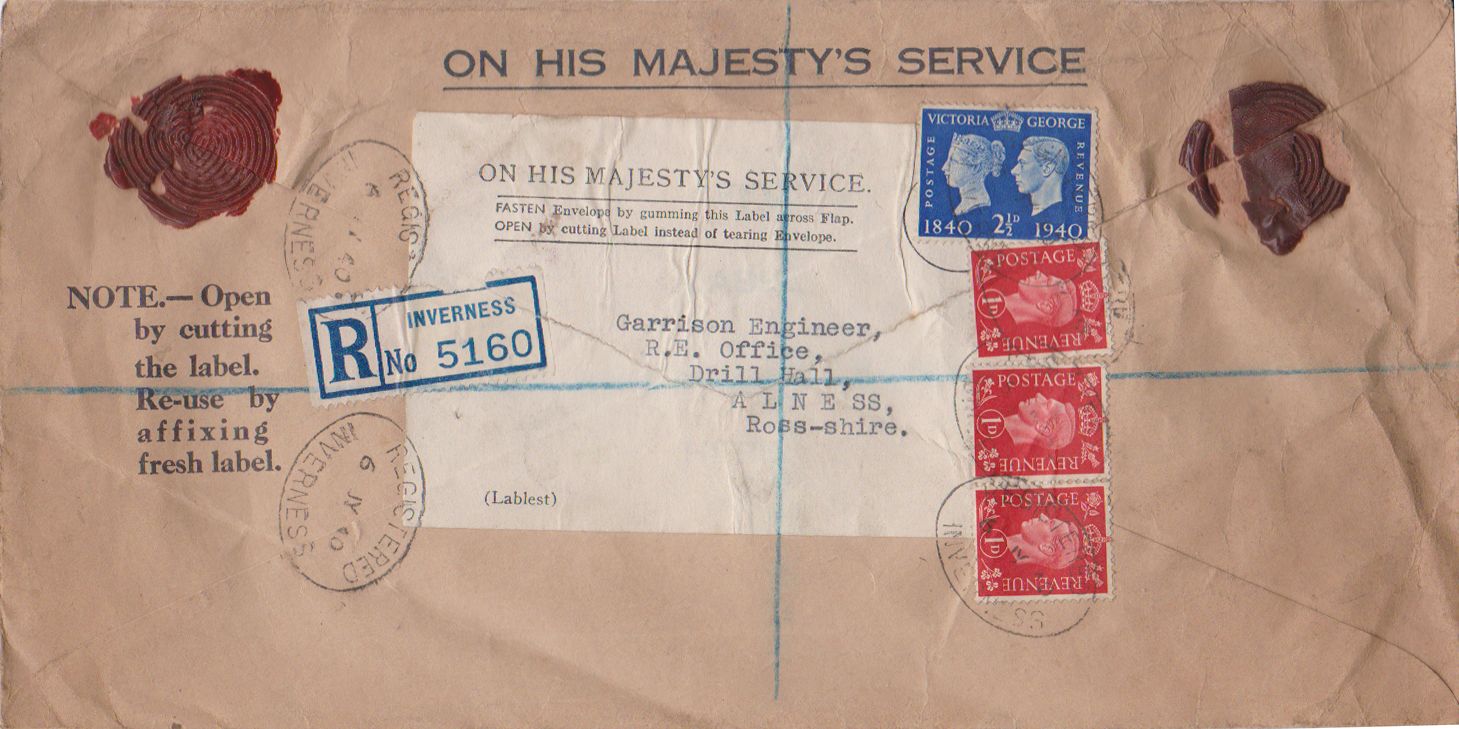 ON HIS MAJESTY'S SERVICE
ON HIS MAJESTY'S SERVICE.
FASTEN Envelope by gumming this Label across Flap.
OPEN by cutting Label instead of tearing Envelope.
NOTE.— Open
by cutting
the label.
Re-use by
affixing
fresh label.
R
INVERNESS
No 5160
Garrison Engineer,
R.E. Office,
Drill Hall,
A L N E SS,
Ross-shire.
(Lablest)
VICTORIA GEORGE
POSTAGE
REVENUE
1840 2½D 1940
POSTAGE
1D
REVENUE
POSTAGE
1D
REVENUE
POSTAGE
1D
REVENUE
REGISTERED
6 JY 40
INVERNESS